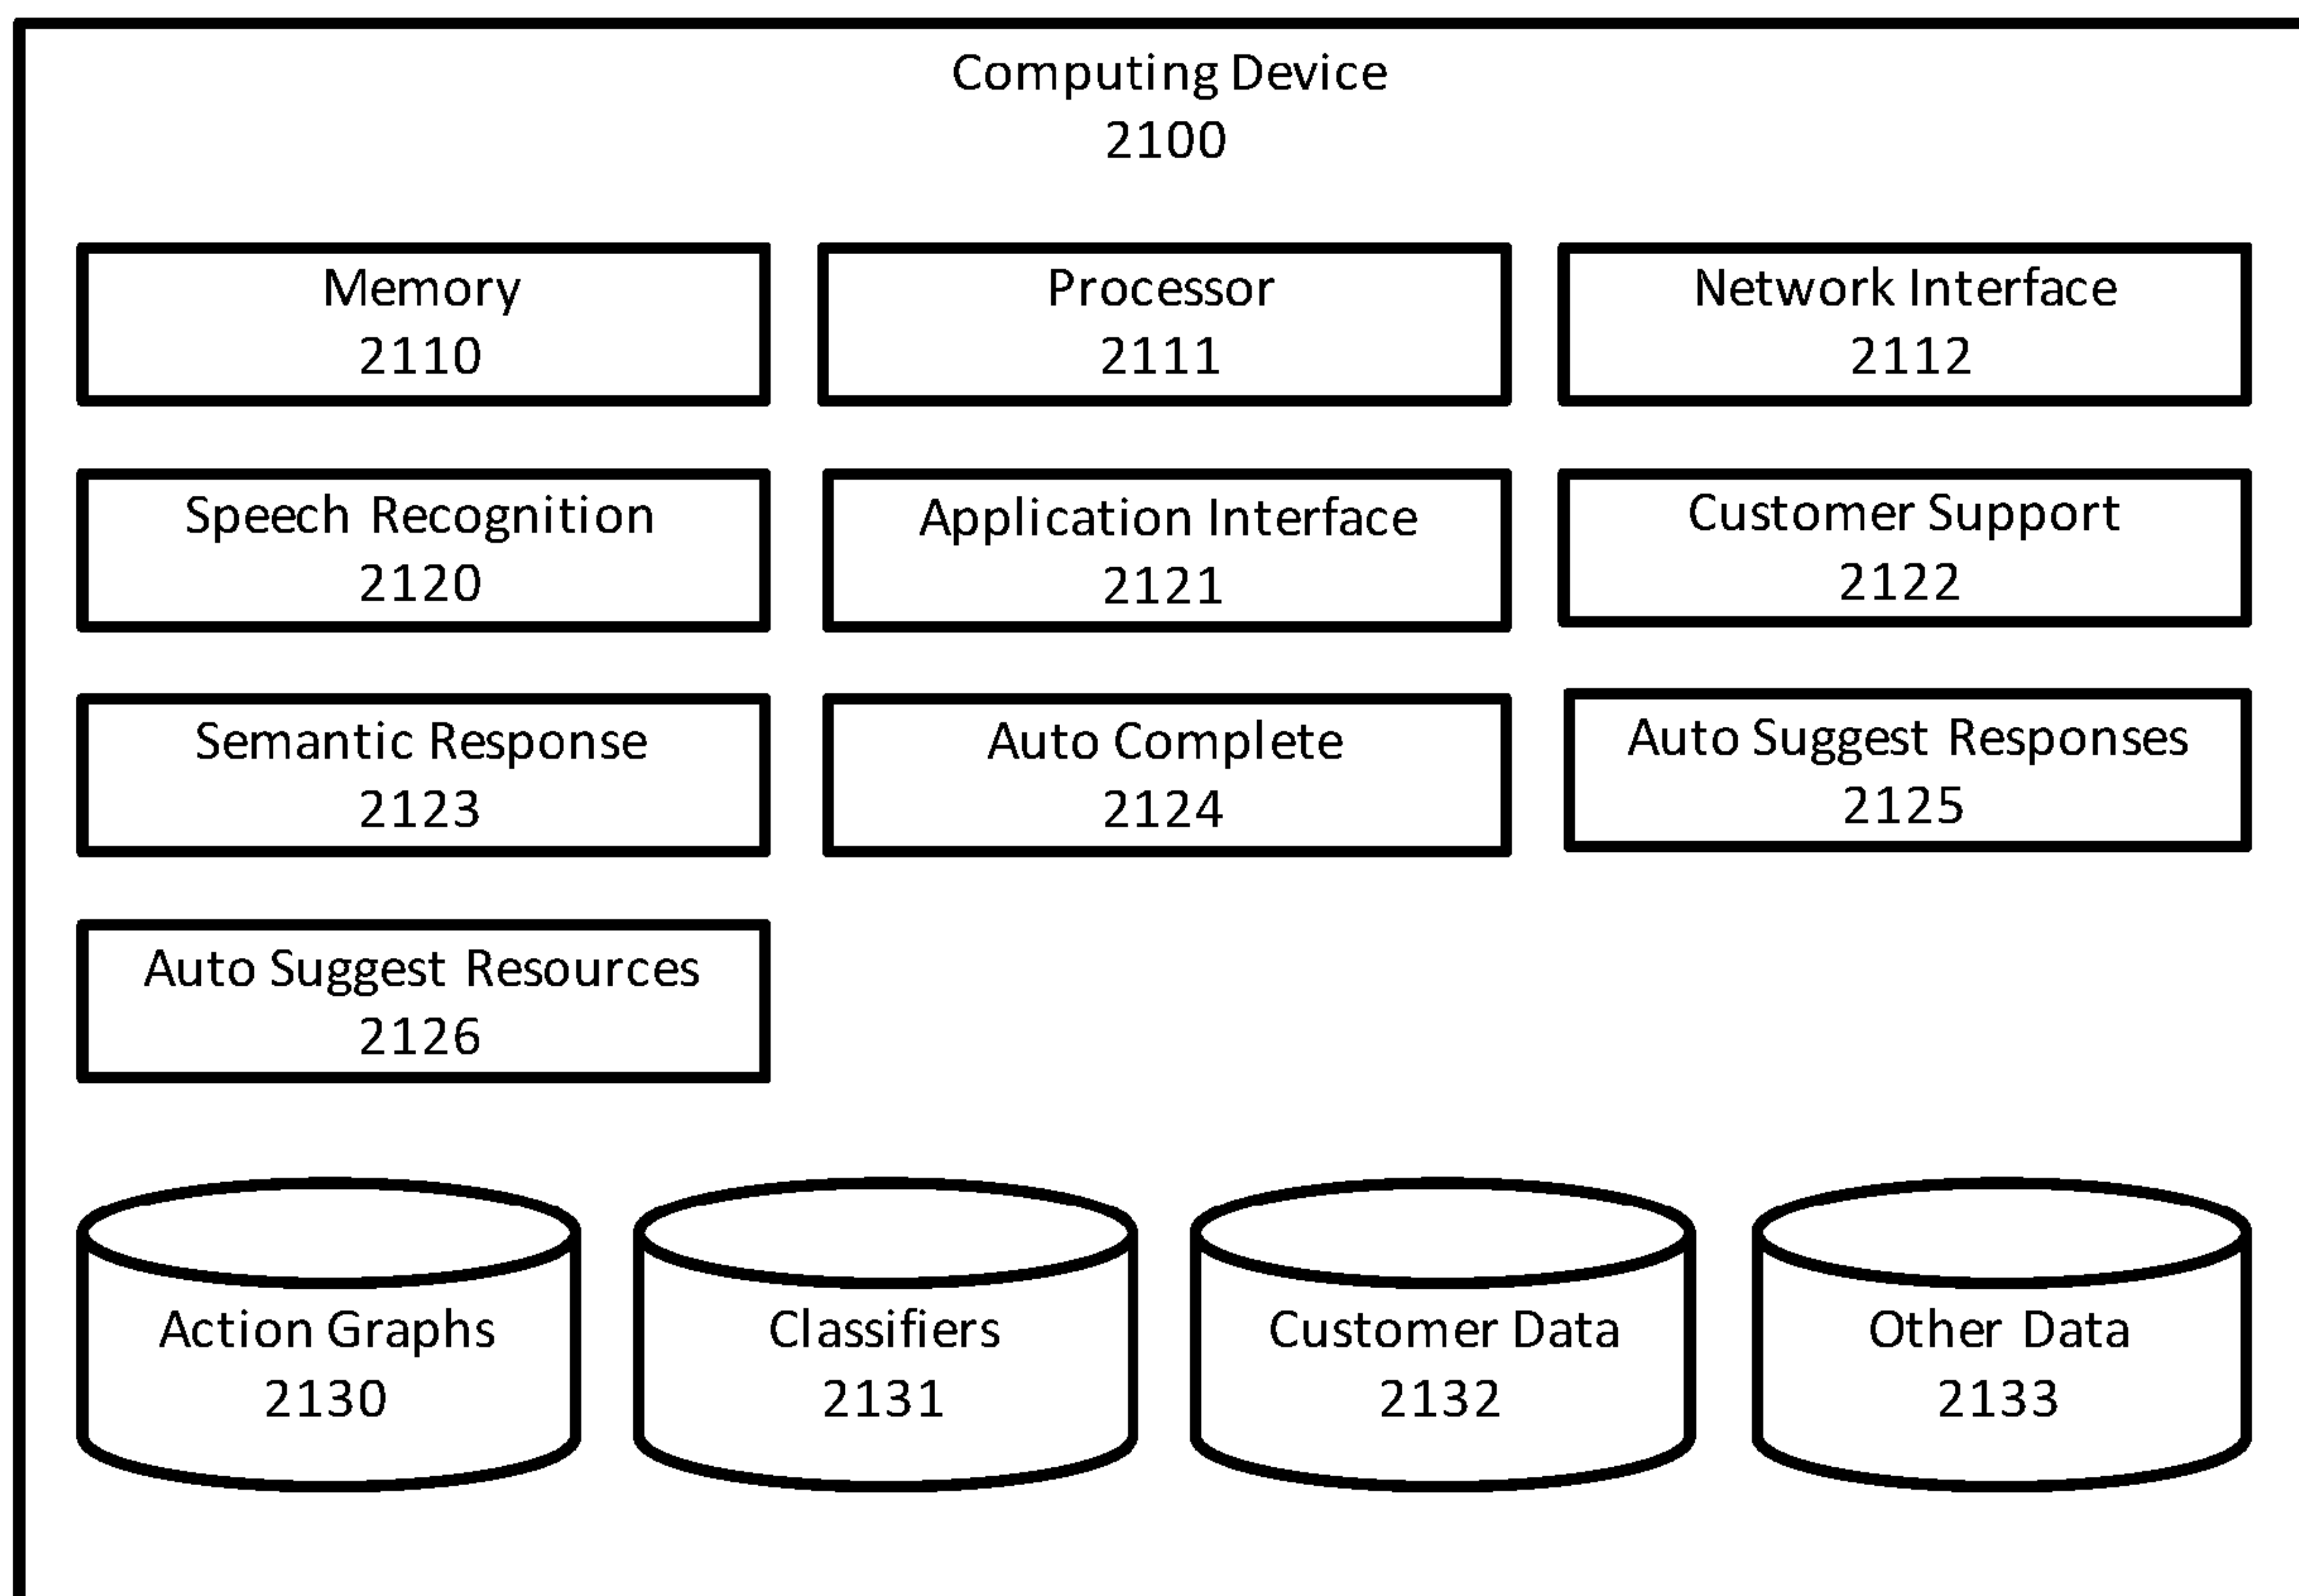 Computing Device
2100
Memory
2110
Processor
2111
Network Interface
2112
Speech Recognition
2120
Application Interface
2121
Customer Support
2122
Semantic Response
2123
Auto Complete
2124
Auto Suggest Responses
2125
Auto Suggest Resources
2126
Action Graphs
2130
Classifiers
2131
Customer Data
2132
Other Data
2133